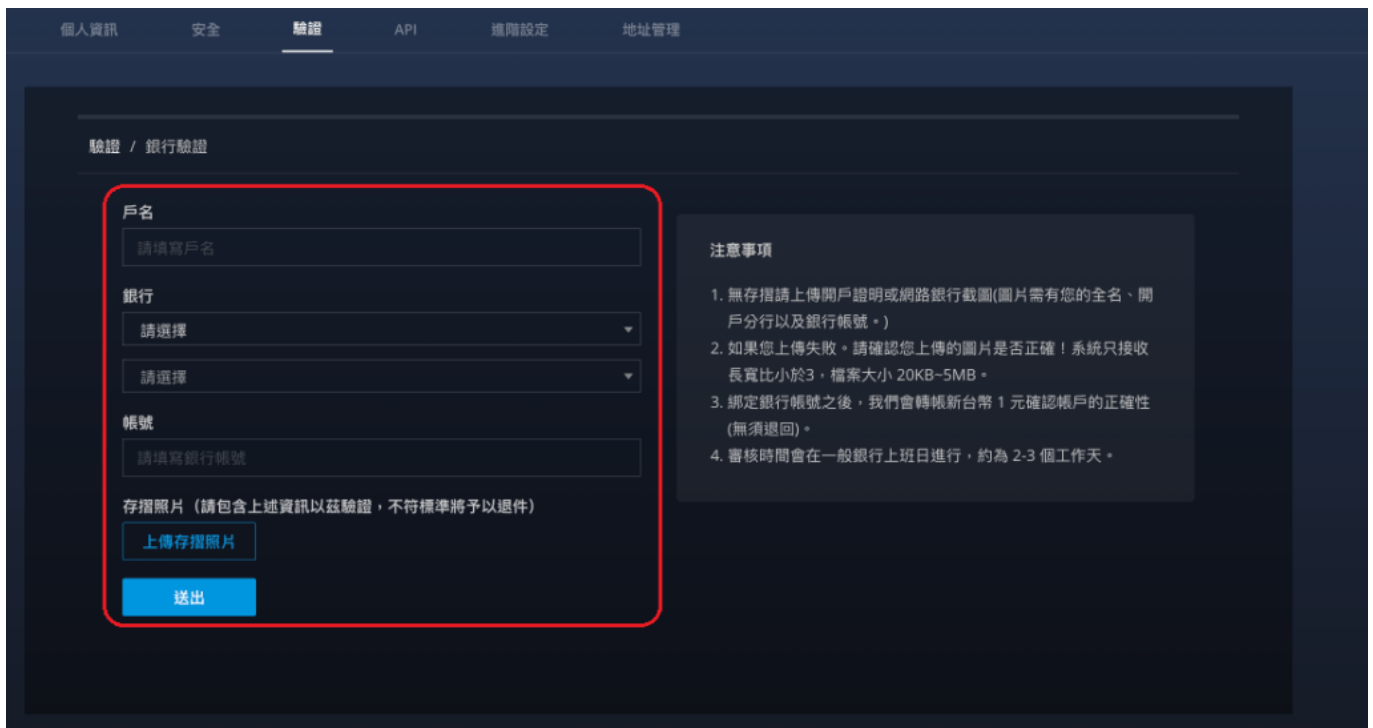 個人資訊 安全 驗證 API 進階設定 地址管理
驗證 / 銀行驗證
戶名
請填寫戶名
銀行
請選擇
請選擇
帳號
請填寫銀行帳號
存摺照片（請包含上述資訊以茲驗證，不符標準將予以退件）
上傳存摺照片
送出
注意事項
1. 無存摺請上傳開戶證明或網路銀行截圖(圖片需有您的全名、開
戶分行以及銀行帳號。)
2. 如果您上傳失敗。請確認您上傳的圖片是否正確！系統只接收
長寬比小於3，檔案大小 20KB~5MB。
3. 綁定銀行帳號之後，我們會轉帳新台幣 1 元確認帳戶的正確性
(無須退回)。
4. 審核時間會在一般銀行上班日進行，約為 2-3 個工作天。